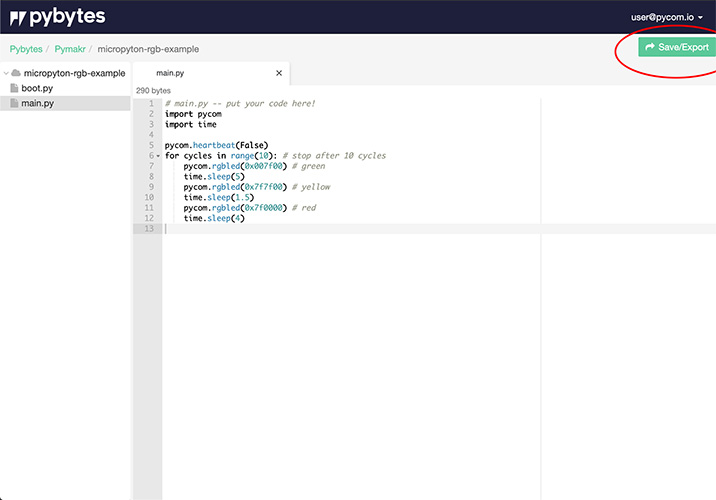 pybytes
user@pycom.io
Pybytes / Pymakr / micropyton-rgb-example
Save/Export
micropyton-rgb-example
boot.py
main.py
main.py ×
290 bytes
1 # main.py -- put your code here!
2 import pycom
3 import time
4
5 pycom.heartbeat(False)
6 for cycles in range(10): # stop after 10 cycles
7 pycom.rgbled(0x007f00) # green
8 time.sleep(5)
9 pycom.rgbled(0x7f7f00) # yellow
10 time.sleep(1.5)
11 pycom.rgbled(0x7f0000) # red
12 time.sleep(4)
13